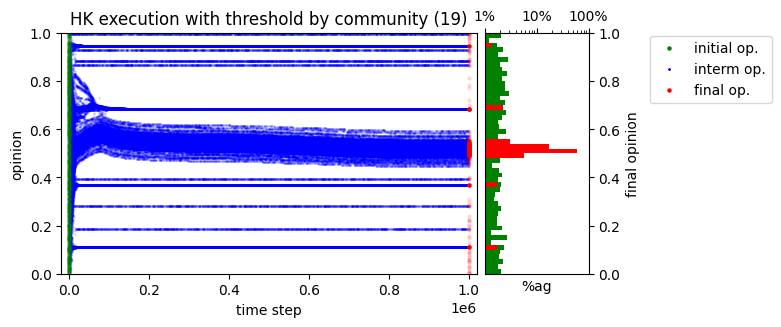 HK execution with threshold by community (19)
1% 10% 100%
1.0 1.0
0.8 0.8
0.6 0.6
0.4 0.4
0.2 0.2
0.0 0.0
opinion
final opinion
0.0 0.2 0.4 0.6 0.8 1.0
1e6
time step
%ag
initial op.
interm op.
final op.